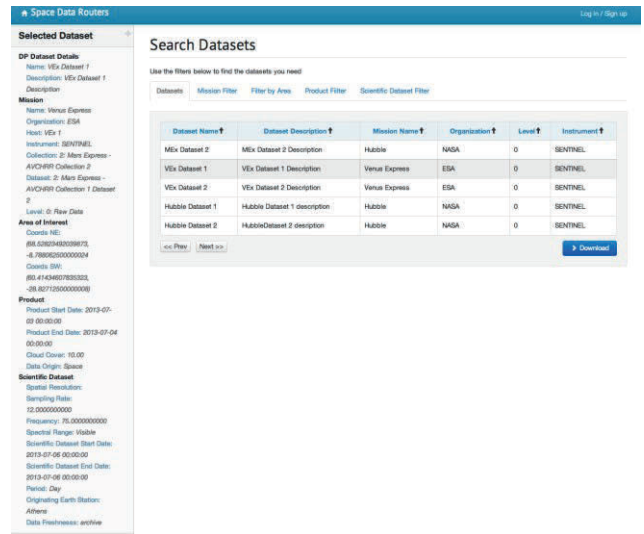 Space Data Routers
Log in / Sign up
Selected Dataset
DP Dataset Details
Name: VEx Dataset 1
Description: VEx Dataset 1
Description
Mission
Name: Venus Express
Organization: ESA
Host: VEx 1
Instrument: SENTINEL
Collection: 2: Mars Express -
AVCHRR Collection 2
Dataset: 2: Mars Express -
AVCHRR Collection 1 Dataset
2
Level: 0: Raw Data
Area of Interest
Coords NE:
Coords SW:
Product
Product Start Date: 2013-07-
03 00:00:00
Product End Date: 2013-07-04
00:00:00
Cloud Cover: 10.00
Data Origin: Space
Scientific Dataset
Spatial Resolution:
Sampling Rate:
12.0000000000
Frequency: 75.0000000000
Spectral Range: Visible
Scientific Dataset Start Date:
2013-07-06 00:00:00
Scientific Dataset End Date:
2013-07-06 00:00:00
Period: Day
Originating Earth Station:
Athens
Data Freshness: archive
Search Datasets
Use the filters below to find the datasets you need
Datasets Mission Filter Filter by Area Product Filter Scientific Dataset Filter
Dataset Name Dataset Description Mission Name Organization Level Instrument
MEx Dataset 2 MEx Dataset 2 Description Hubble NASA 0 SENTINEL
VEx Dataset 1 VEx Dataset 1 Description Venus Express ESA 0 SENTINEL
VEx Dataset 2 VEx Dataset 2 Description Venus Express ESA 0 SENTINEL
Hubble Dataset 1 Hubble Dataset 1 description Hubble NASA 0 SENTINEL
Hubble Dataset 2 HubbleDataset 2 desription Hubble NASA 0 SENTINEL
<< Prev Next >>
Download